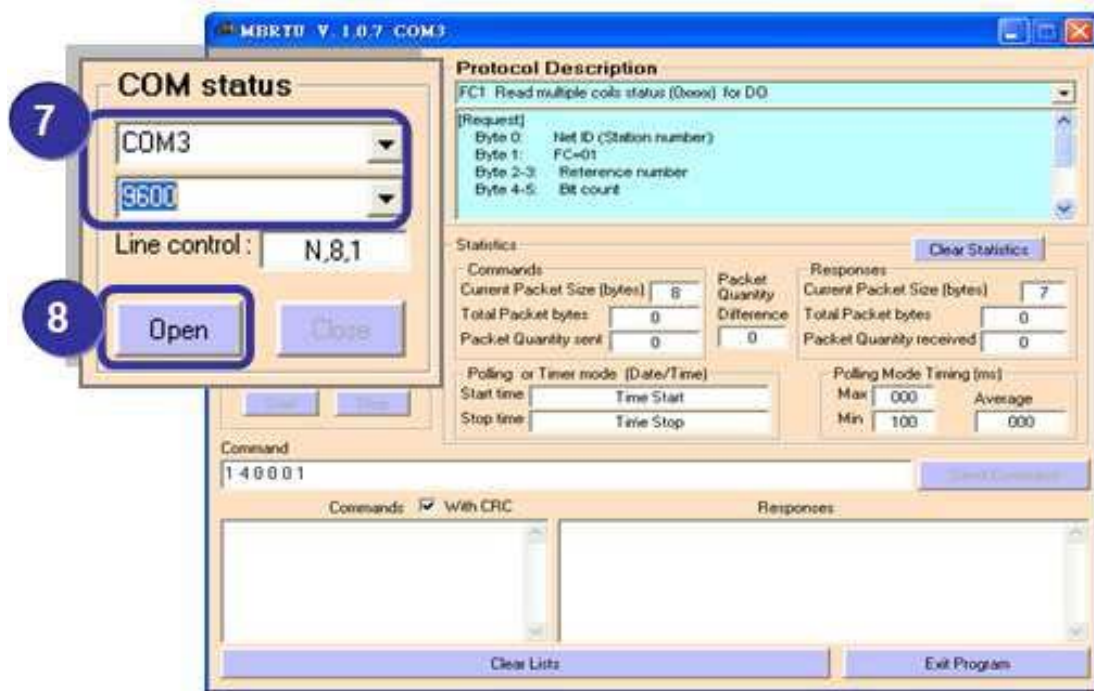 MBRTU V. 1.0.7 COM3
7
COM status
COM3
9600
Line control : N,8,1
8
Open Close
Protocol Description
FC1 Read multiple coils status (0xxxx) for DO
[Request]
Byte 0: Net ID (Station number)
Byte 1: FC=01
Byte 2-3: Reference number
Byte 4-5: Bit count
Statistics
Clear Statistics
Commands
Current Packet Size (bytes) 8
Total Packet bytes 0
Packet Quantity sent 0
Packet
Quantity
Difference
0
Responses
Current Packet Size (bytes) 7
Total Packet bytes 0
Packet Quantity received 0
Polling or Timer mode (Date/Time)
Start time Time Start
Stop time Time Stop
Polling Mode Timing (ms)
Max 000 Average
Min 100 000
Start Stop
Command
1 4 0 0 0 1
Send Command
Commands With CRC Responses
Clear Lists Exit Program